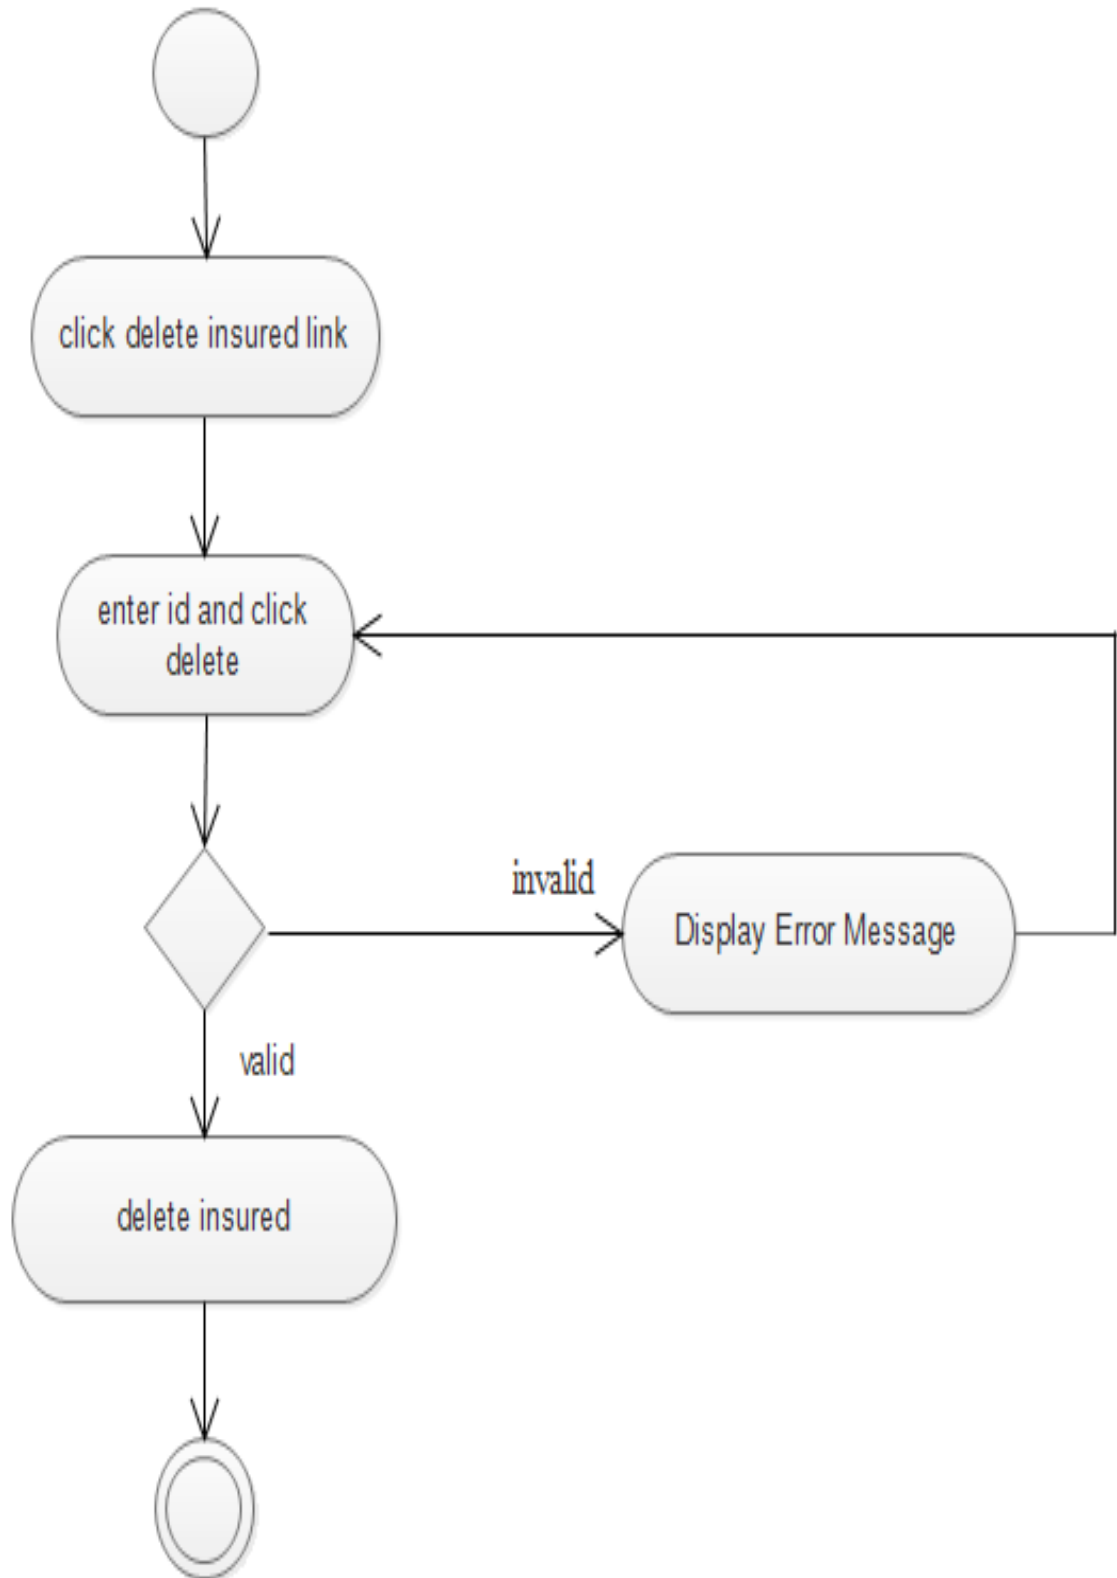 click delete insured link
enter id and click
delete
invalid
Display Error Message
valid
delete insured